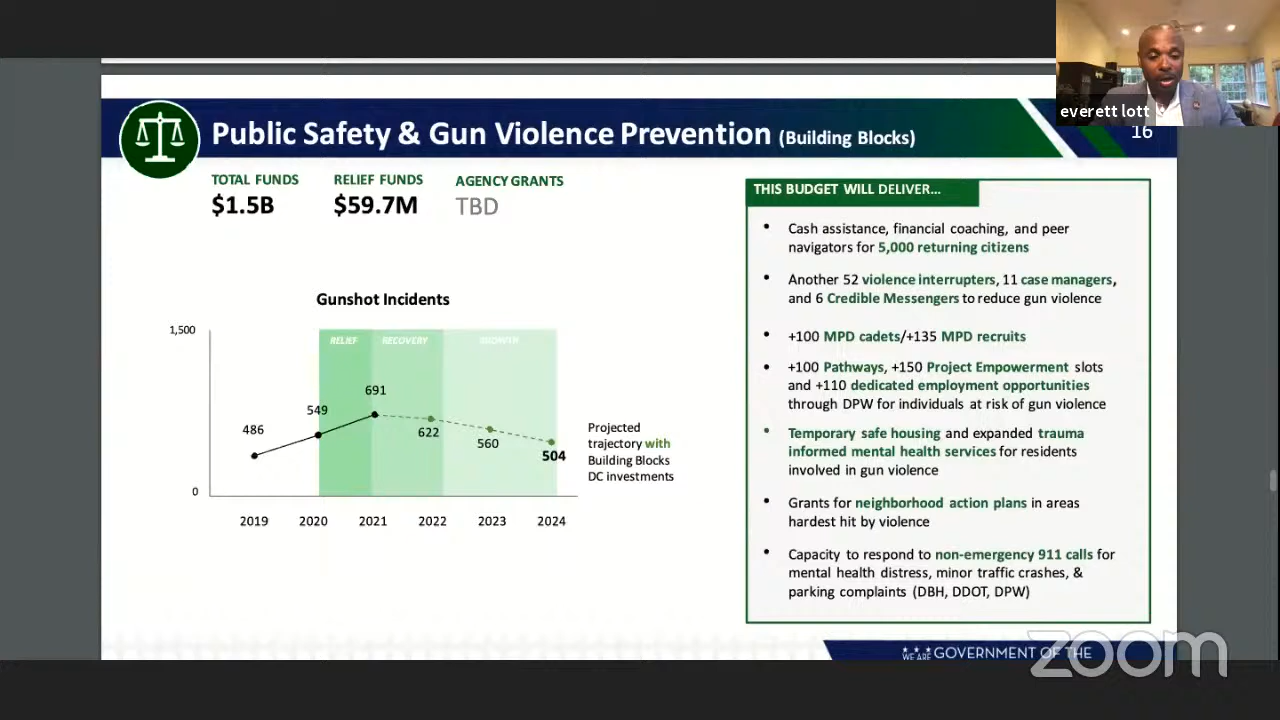 everett lott
16
Public Safety & Gun Violence Prevention (Building Blocks)
TOTAL FUNDS
$1.5B
RELIEF FUNDS
$59.7M
AGENCY GRANTS
TBD
Gunshot Incidents
1,500
0
RELIEF
RECOVERY
GROWTH
486
549
691
622
560
504
2019
2020
2021
2022
2023
2024
Projected
trajectory with
Building Blocks
DC investments
THIS BUDGET WILL DELIVER...
• Cash assistance, financial coaching, and peer
navigators for 5,000 returning citizens
• Another 52 violence interrupters, 11 case managers,
and 6 Credible Messengers to reduce gun violence
• +100 MPD cadets/+135 MPD recruits
• +100 Pathways, +150 Project Empowerment slots
and +110 dedicated employment opportunities
through DPW for individuals at risk of gun violence
• Temporary safe housing and expanded trauma
informed mental health services for residents
involved in gun violence
• Grants for neighborhood action plans in areas
hardest hit by violence
• Capacity to respond to non-emergency 911 calls for
mental health distress, minor traffic crashes, &
parking complaints (DBH, DDOT, DPW)
WE ARE GOVERNMENT OF THE
zoom